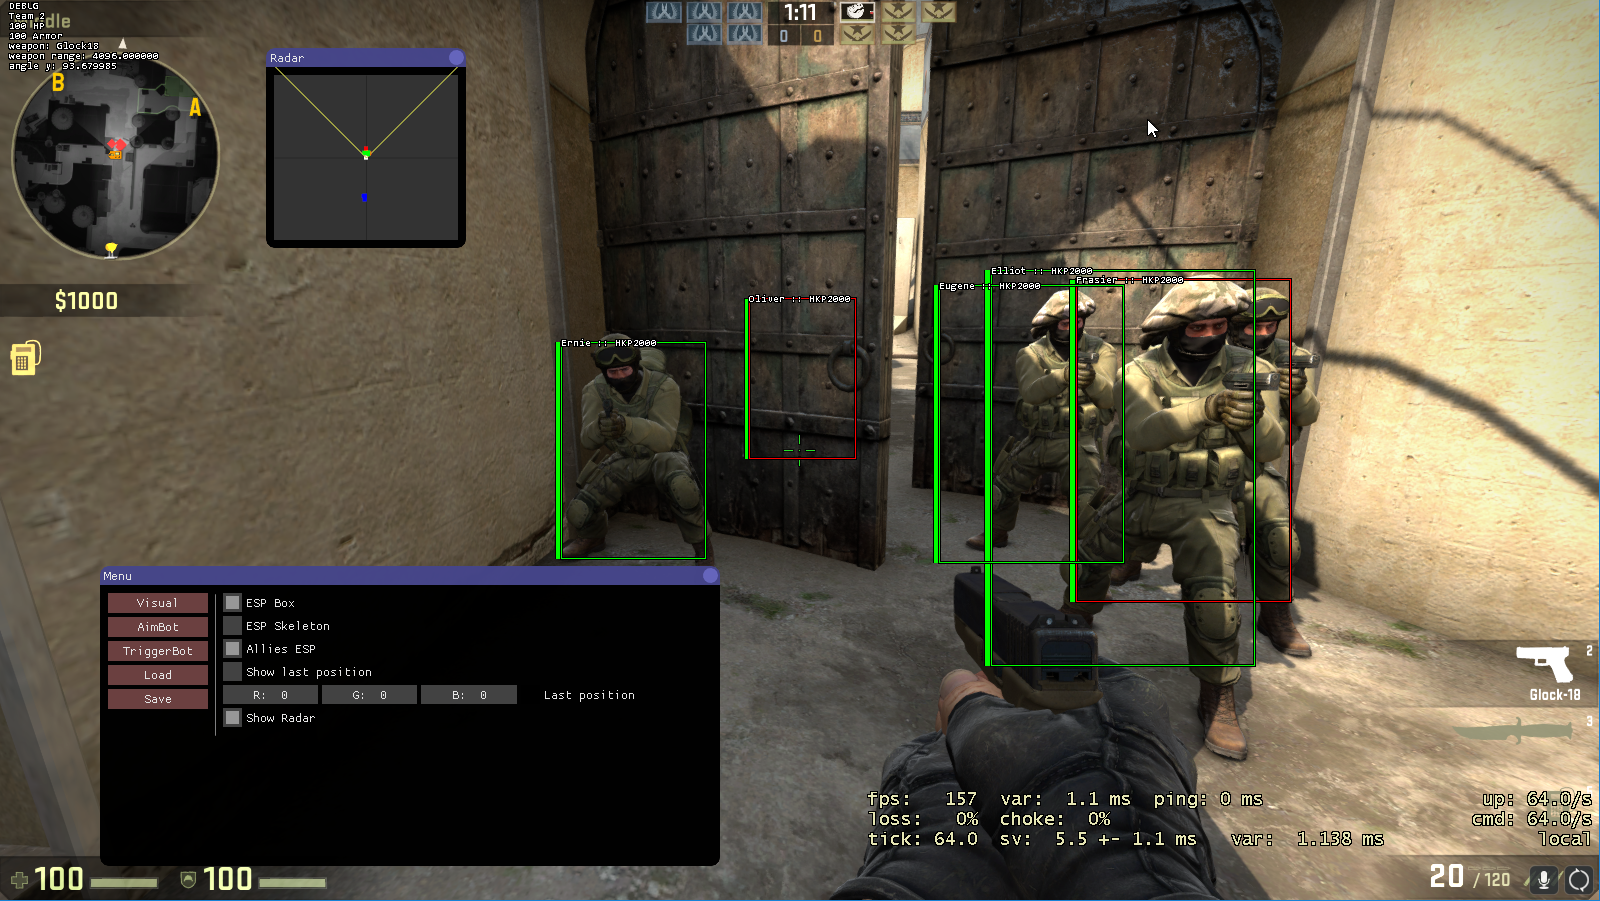 DEBUG
Team 2
100 HP
100 Armor
weapon: Glock18
weapon range: 4096.000000
angle y: 93.679985
B
A
Radar
1:11
0 0
$1000
Elliot :: HKP2000
Frasier :: HKP2000
Eugene :: HKP2000
Oliver :: HKP2000
Ernie :: HKP2000
Menu
Visual
AimBot
TriggerBot
Load
Save
ESP Box
ESP Skeleton
Allies ESP
Show last position
R: 0 G: 0 B: 0 Last position
Show Radar
2
Glock-18
3
fps: 157 var: 1.1 ms ping: 0 ms
loss: 0% choke: 0%
tick: 64.0 sv: 5.5 +- 1.1 ms var: 1.138 ms
up: 64.0/s
cmd: 64.0/s
local
100
100
20 / 120